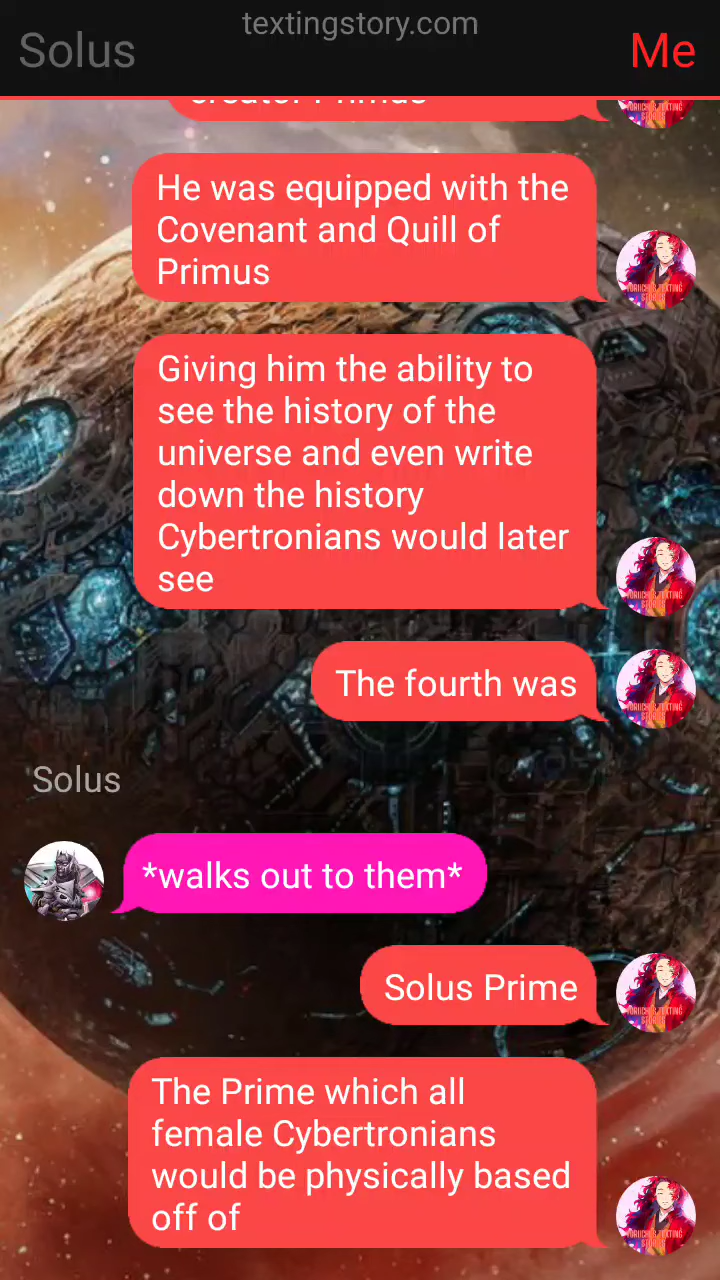 textingstory.com
Solus
Me
creator Primus
He was equipped with the
Covenant and Quill of
Primus
Giving him the ability to
see the history of the
universe and even write
down the history
Cybertronians would later
see
The fourth was
Solus
*walks out to them*
Solus Prime
The Prime which all
female Cybertronians
would be physically based
off of